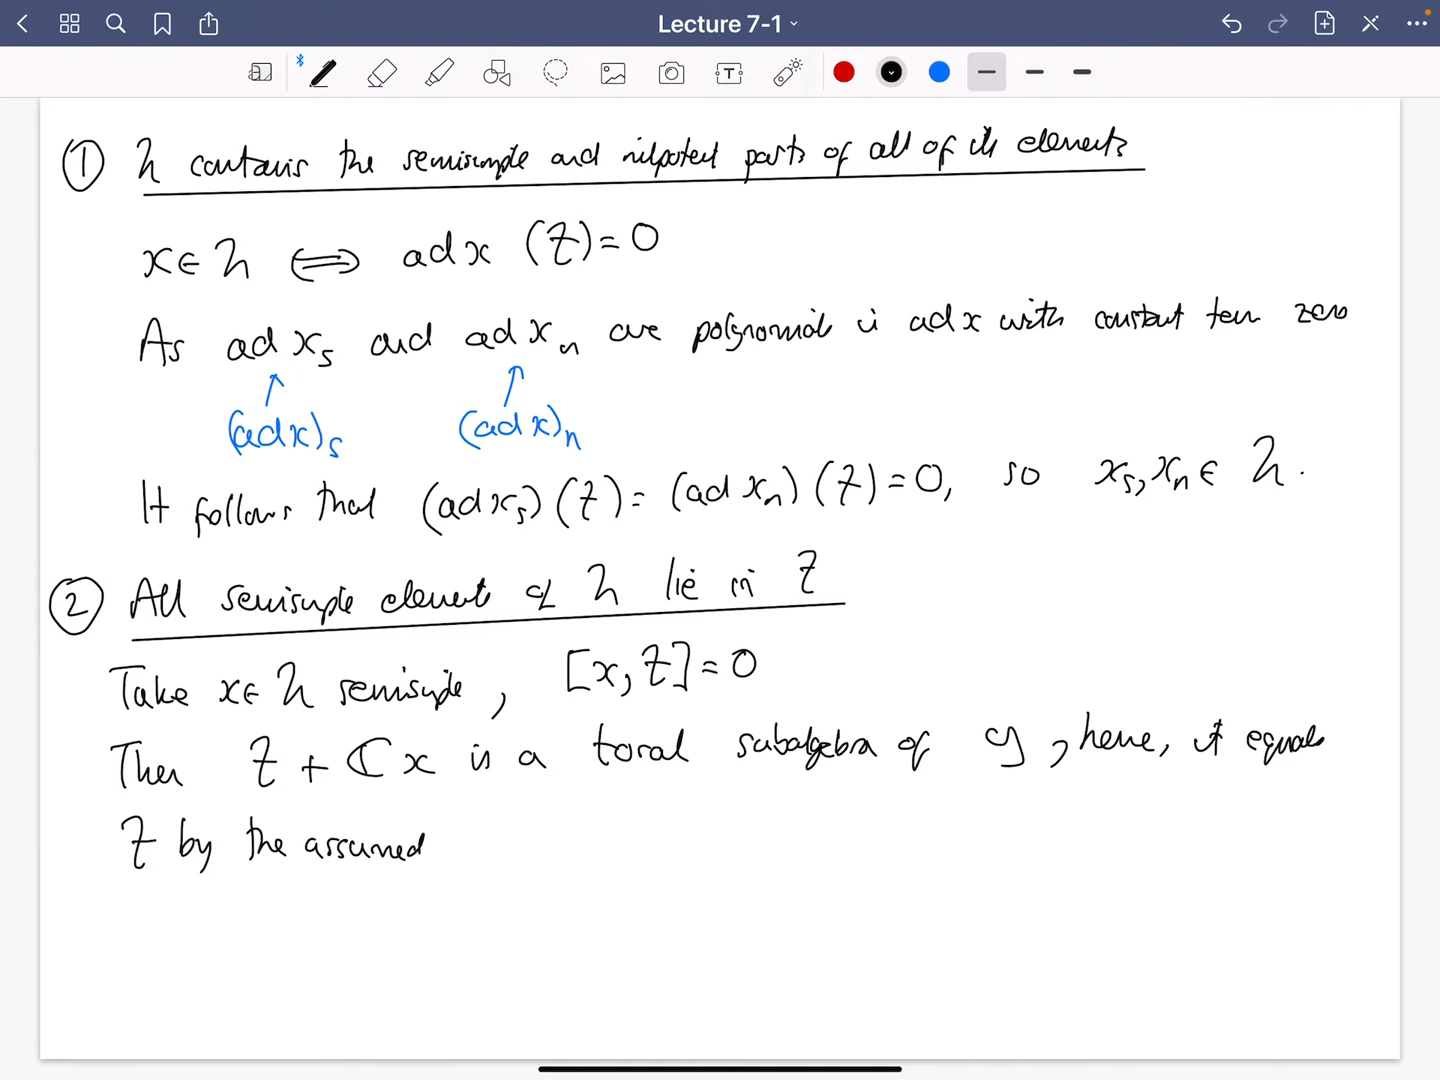 Lecture 7-1
① h contains the semisimple and nilpotent parts of all of its elements
x ∈ h ⟺ ad x (z) = 0
As ad xₛ and ad xₙ are polynomials in ad x with constant term zero
↑ ↑
(ad x)ₛ (ad x)ₙ
It follows that (ad xₛ)(z) = (ad xₙ)(z) = 0, so xₛ, xₙ ∈ h.
② All semisimple elements of h lie in z
Take x ∈ h semisimple, [x, z] = 0
Then z + ℂx is a toral subalgebra of g, hence, it equals
z by the assumed